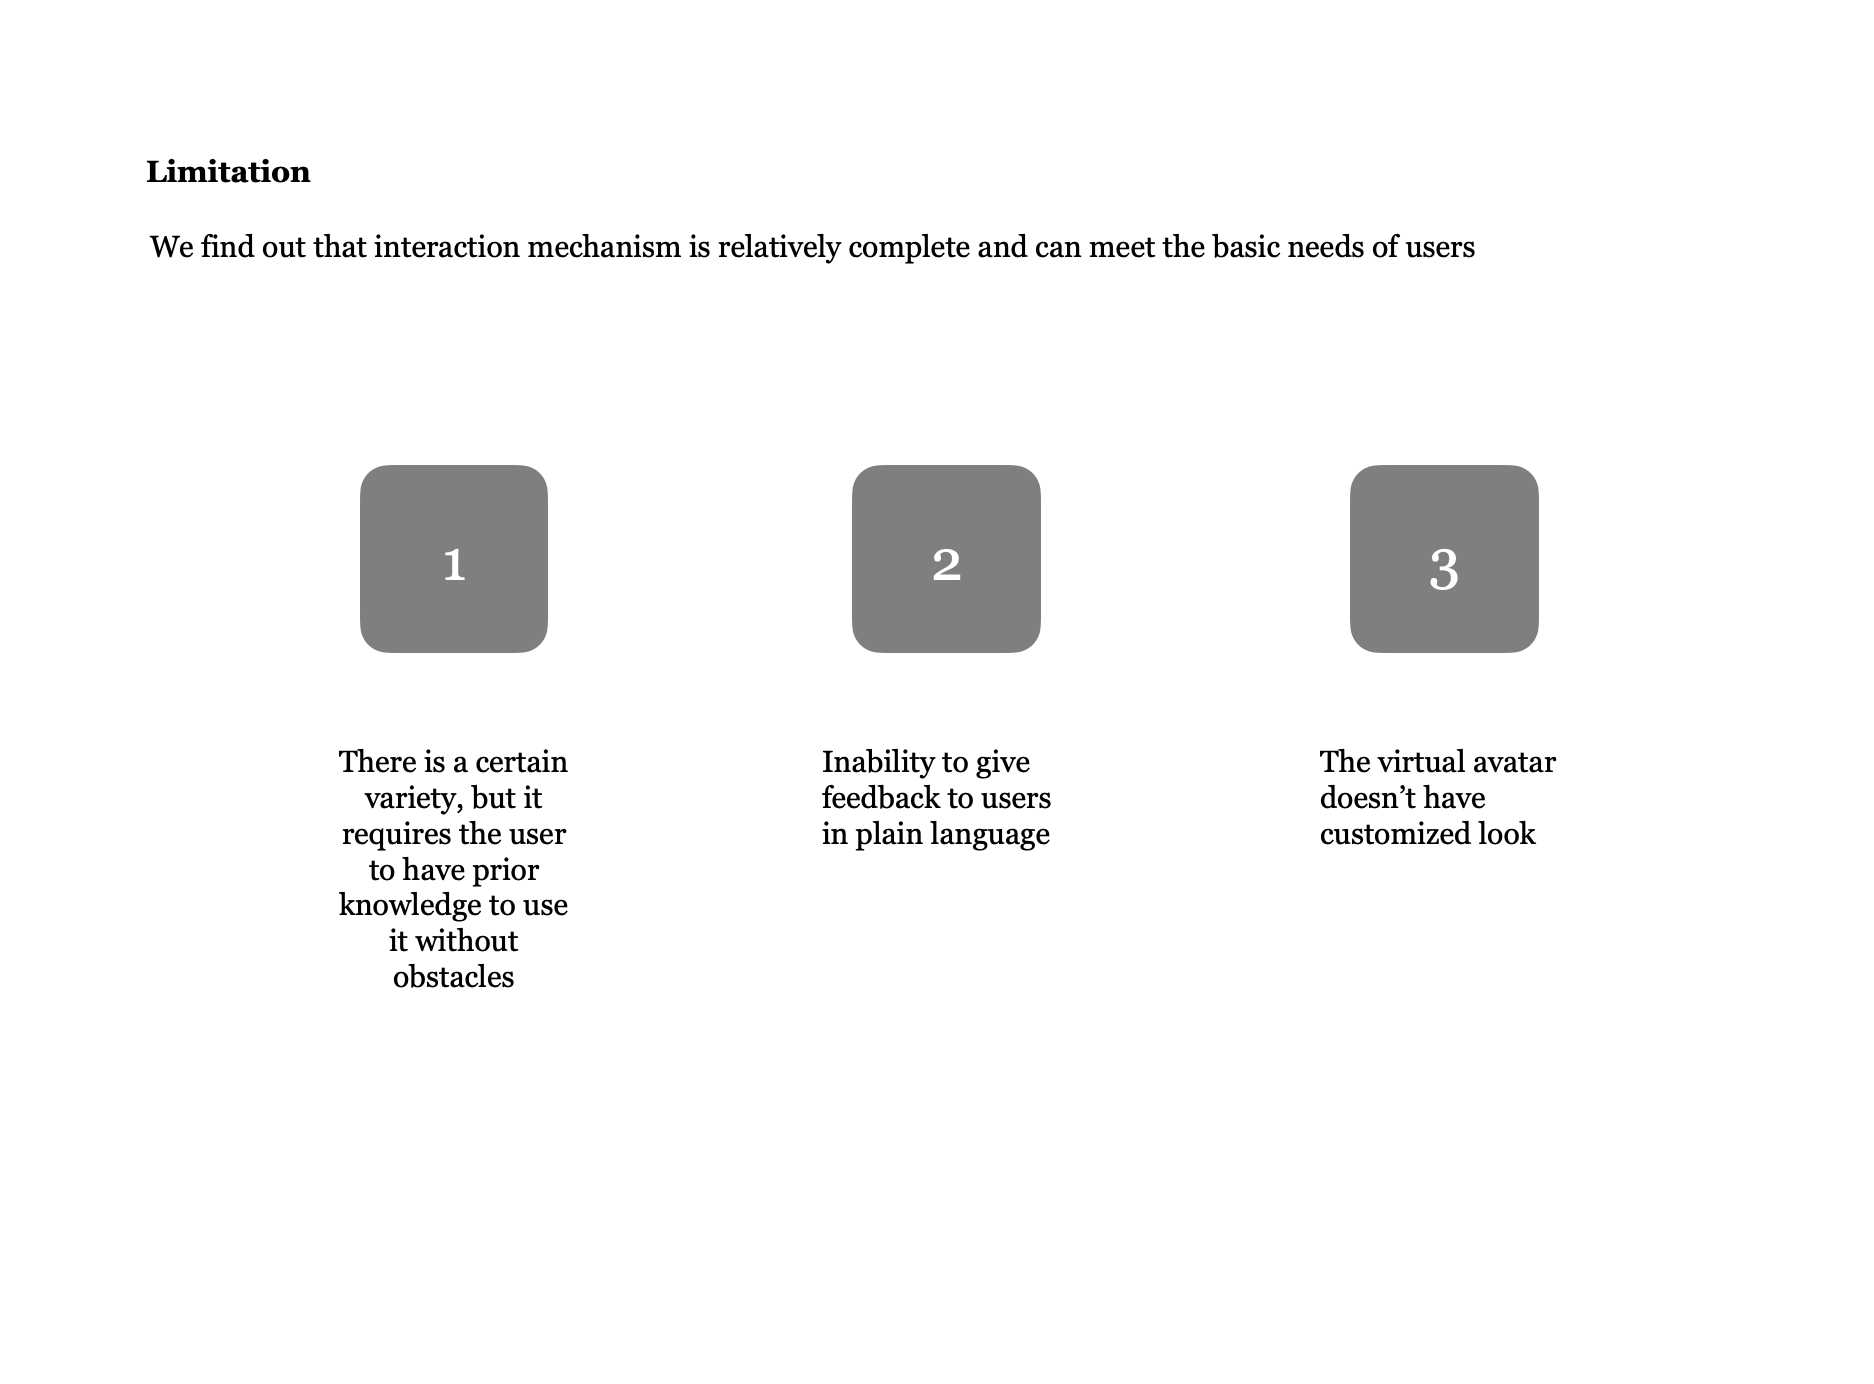 Limitation
We find out that interaction mechanism is relatively complete and can meet the basic needs of users
1
There is a certain
variety, but it
requires the user
to have prior
knowledge to use
it without
obstacles
2
Inability to give
feedback to users
in plain language
3
The virtual avatar
doesn’t have
customized look